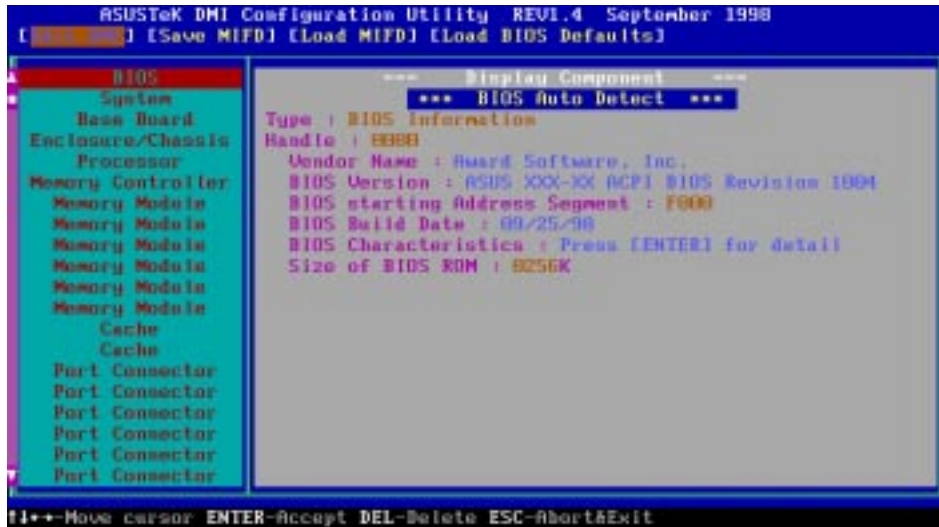 ASUSTeK DMI Configuration Utility REV1.4 September 1998
[Save MIFD] [Load MIFD] [Load BIOS Defaults]
BIOS
System
Base Board
Enclosure/Chassis
Processor
Memory Controller
Memory Module
Memory Module
Memory Module
Memory Module
Memory Module
Memory Module
Cache
Cache
Port Connector
Port Connector
Port Connector
Port Connector
Port Connector
Port Connector
--- Display Component ---
*** BIOS Auto Detect ***
Type : BIOS Information
Handle : 0000
Vendor Name : Award Software, Inc.
BIOS Version : ASUS XXX-XX ACPI BIOS Revision 1004
BIOS starting Address Segment : F000
BIOS Build Date : 09/25/98
BIOS Characteristics : Press [ENTER] for detail
Size of BIOS ROM : 0256K
↑↓←→-Move cursor ENTER-Accept DEL-Delete ESC-Abort&Exit